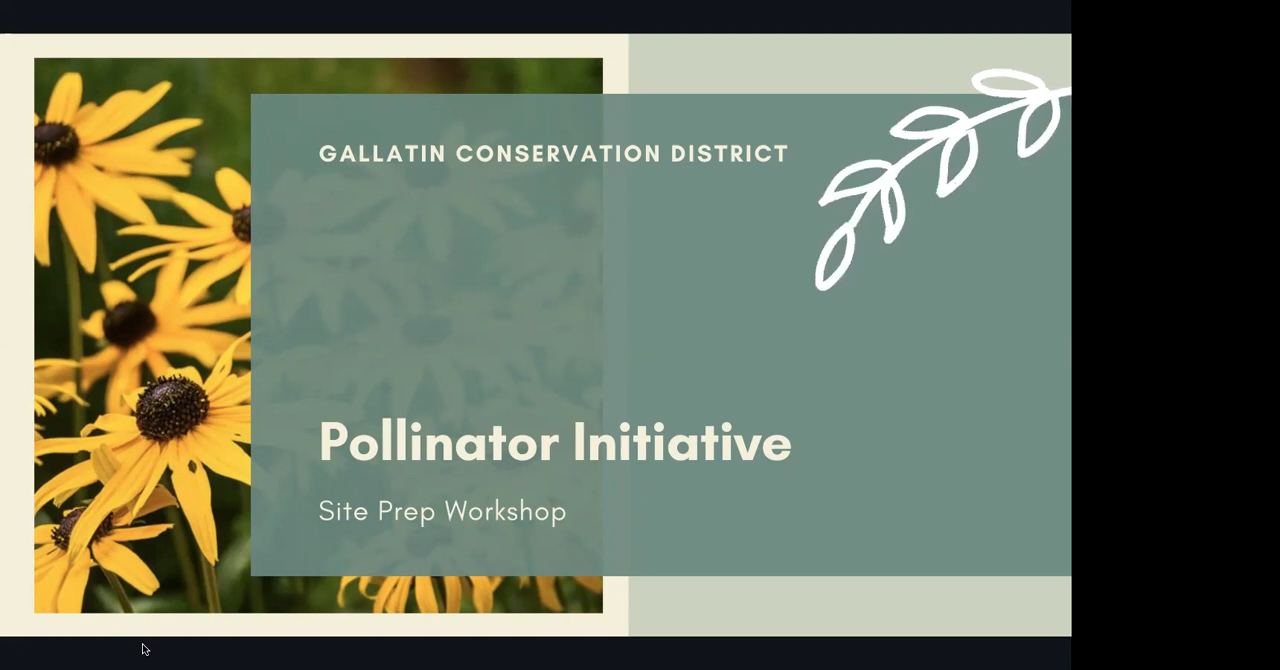 GALLATIN CONSERVATION DISTRICT
Pollinator Initiative
Site Prep Workshop